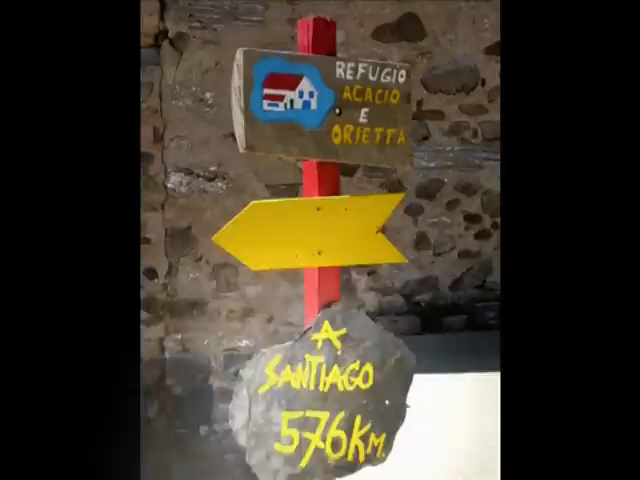 REFUGIO
ACACIO
E
ORIETTA
A
SANTIAGO
576 KM.